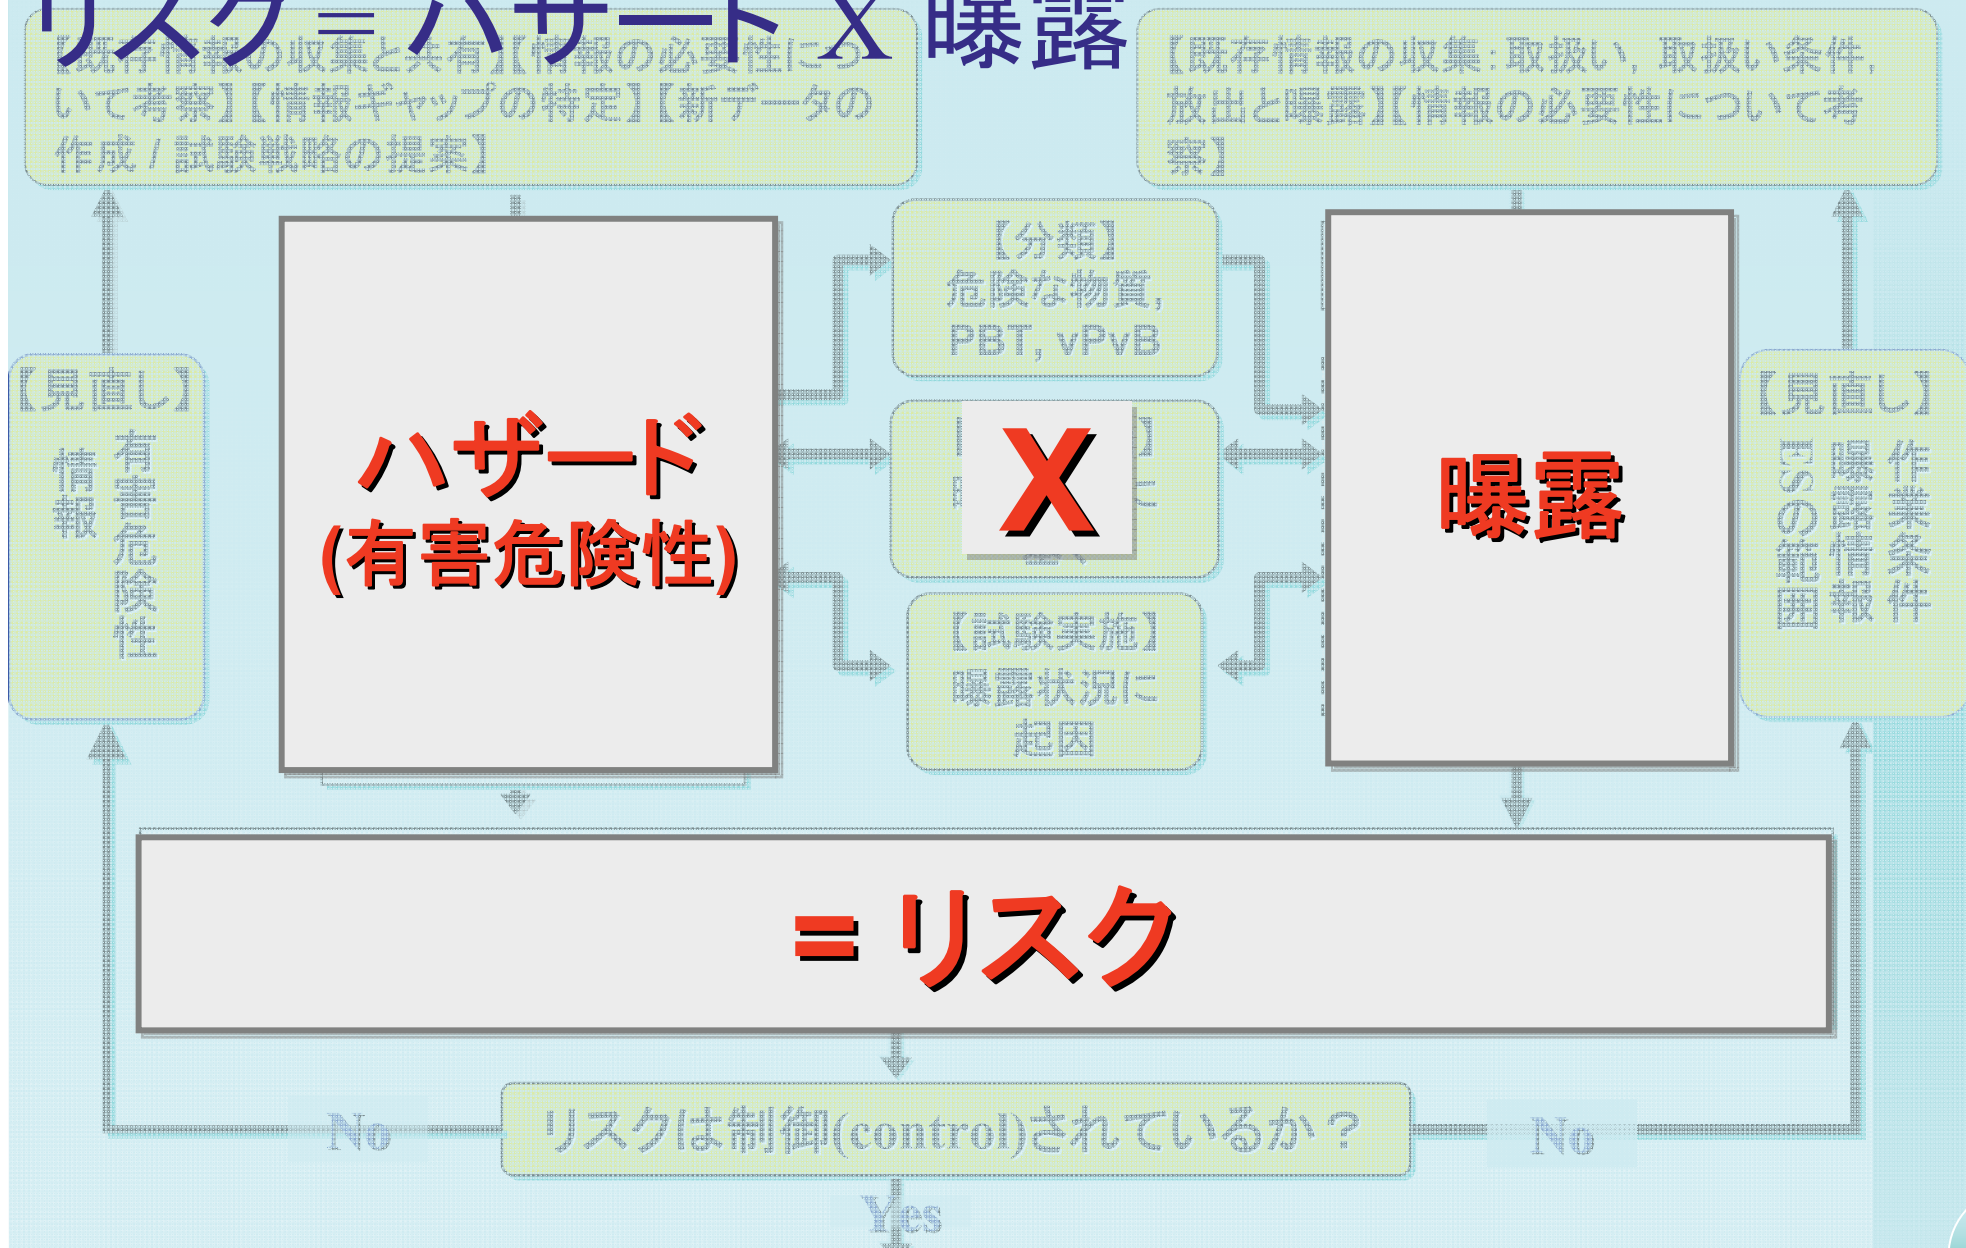 リスク = ハザード X 曝露
【既存情報の収集と共有】【情報の必要性につ
いて考察】【情報ギャップの特定】【新データの
作成 / 試験戦略の提案】
【既存情報の収集：取扱い, 取扱い条件,
放出と曝露】【情報の必要性について考
察】
【見直し】
有害危険性
情報
ハザード
(有害危険性)
【分類】
危険な物質,
PBT, vPvB
X
【試験実施】
曝露状況に
起因
曝露
【見直し】
作業条件
曝露情報
ESの範囲
= リスク
リスクは制御(control)されているか？
No
No
Yes